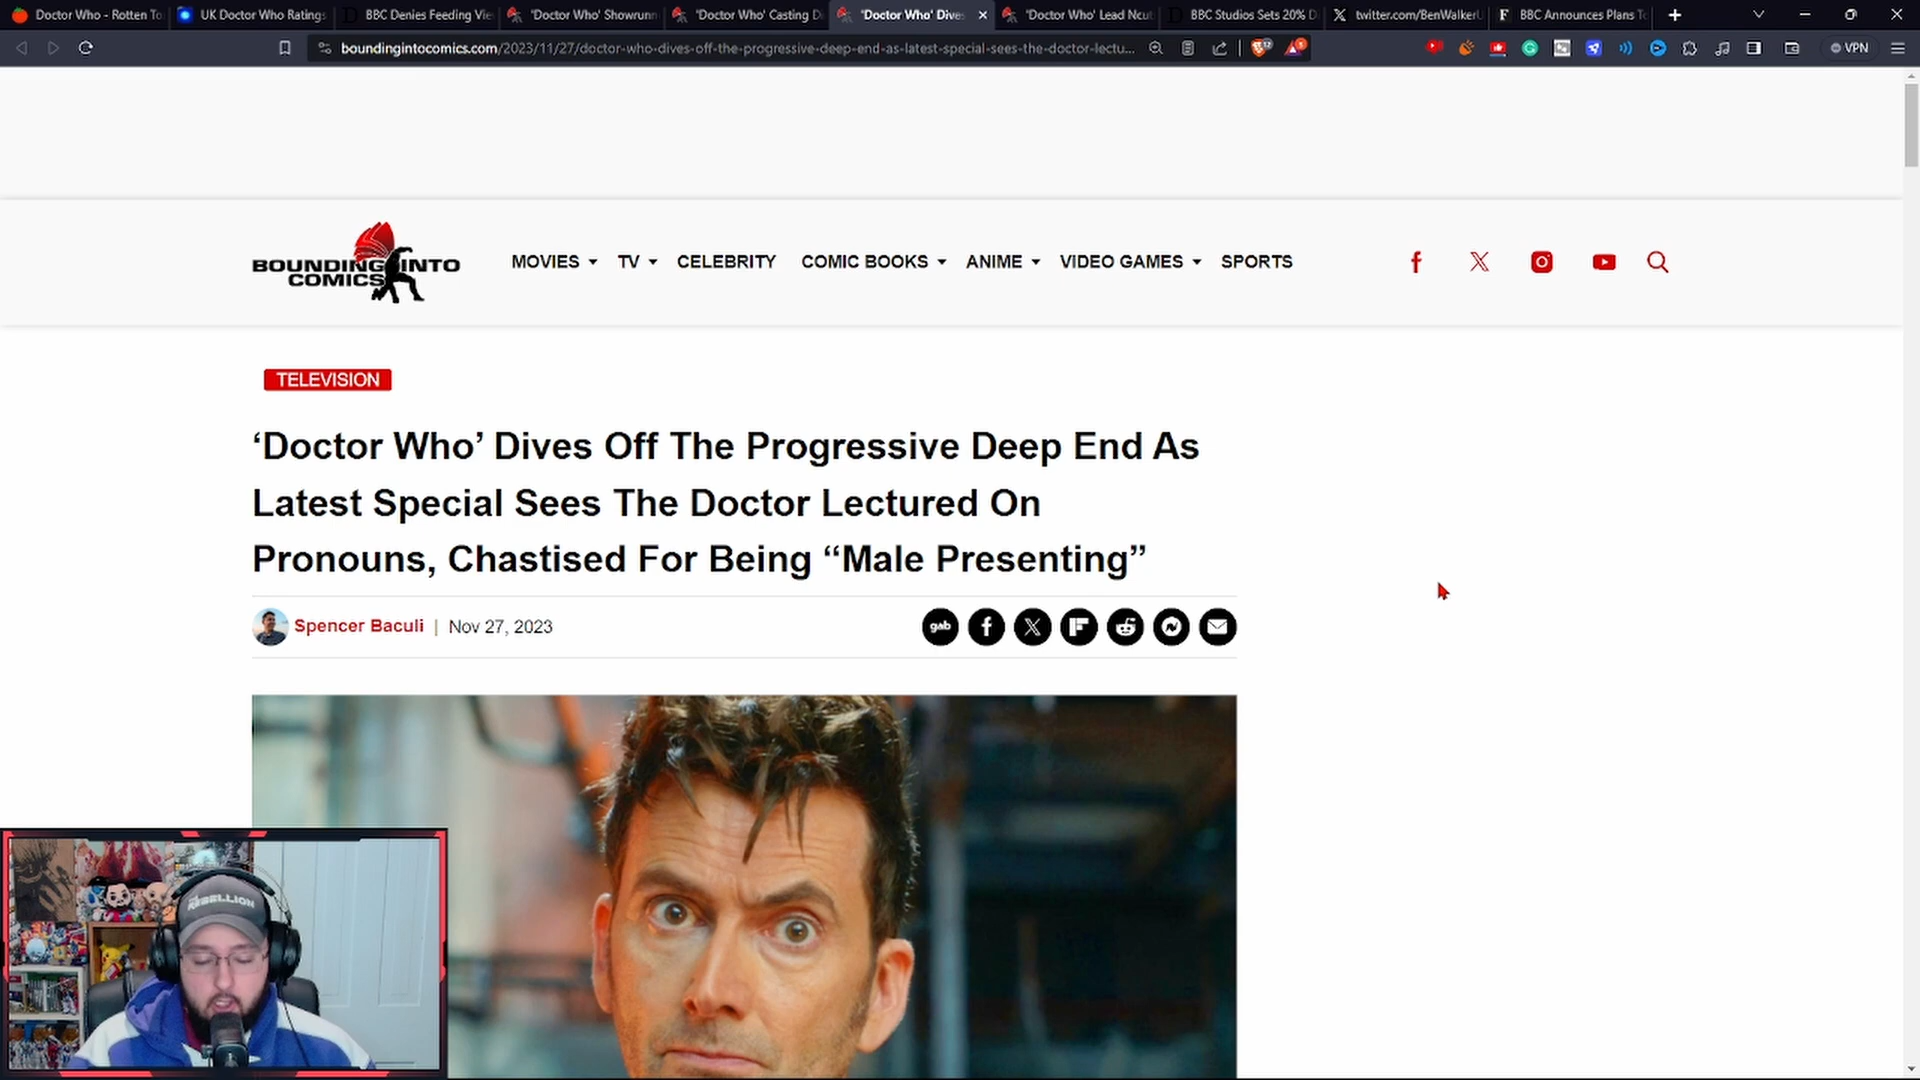 Doctor Who - Rotten To
UK Doctor Who Ratings
BBC Denies Feeding Vie
'Doctor Who' Showrunn
'Doctor Who' Casting D
'Doctor Who' Dive
'Doctor Who' Lead Ncut
BBC Studios Sets 20% D
twitter.com/BenWalkerU
BBC Announces Plans To
boundingintocomics.com/2023/11/27/doctor-who-dives-off-the-progressive-deep-end-as-latest-special-sees-the-doctor-lectu...
VPN
BOUNDING INTO
COMICS
MOVIES TV CELEBRITY COMIC BOOKS ANIME VIDEO GAMES SPORTS
TELEVISION
‘Doctor Who’ Dives Off The Progressive Deep End As
Latest Special Sees The Doctor Lectured On
Pronouns, Chastised For Being “Male Presenting”
Spencer Baculi | Nov 27, 2023
gab
REBELLION